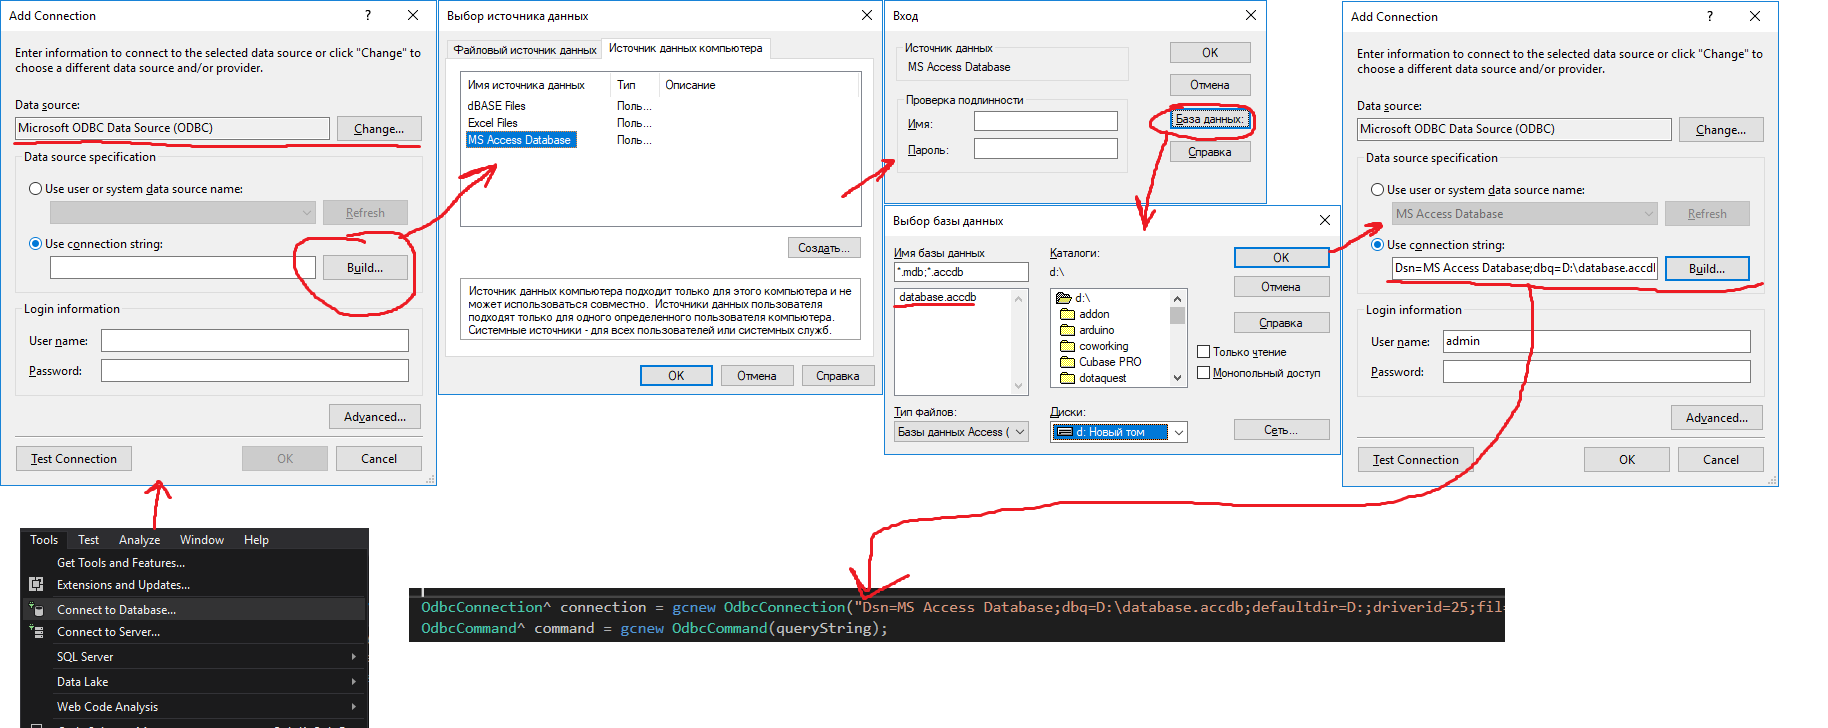 Add Connection
?
Enter information to connect to the selected data source or click "Change" to
choose a different data source and/or provider.
Data source:
Microsoft ODBC Data Source (ODBC)
Change...
Data source specification
Use user or system data source name:
Refresh
Use connection string:
Build...
Login information
User name:
Password:
Advanced...
Test Connection
OK
Cancel
Выбор источника данных
Файловый источник данных
Источник данных компьютера
Имя источника данных
Тип
Описание
dBASE Files
Поль...
Excel Files
Поль...
MS Access Database
Поль...
Создать...
Источник данных компьютера подходит только для этого компьютера и не
может использоваться совместно. Источники данных пользователя
подходят только для одного определенного пользователя компьютера.
Системные источники - для всех пользователей или системных служб.
OK
Отмена
Справка
Вход
Источник данных
MS Access Database
Проверка подлинности
Имя:
Пароль:
OK
Отмена
База данных:
Справка
Выбор базы данных
Имя базы данных
*.mdb;*.accdb
database.accdb
Тип файлов:
Базы данных Access (
Каталоги:
d:\
d:\
addon
arduino
coworking
Cubase PRO
dotaquest
Диски:
d: Новый том
OK
Отмена
Справка
Только чтение
Монопольный доступ
Сеть...
Add Connection
?
Enter information to connect to the selected data source or click "Change" to
choose a different data source and/or provider.
Data source:
Microsoft ODBC Data Source (ODBC)
Change...
Data source specification
Use user or system data source name:
MS Access Database
Refresh
Use connection string:
Dsn=MS Access Database;dbq=D:\database.accdl
Build...
Login information
User name:
admin
Password:
Advanced...
Test Connection
OK
Cancel
Tools Test Analyze Window Help
Get Tools and Features...
Extensions and Updates...
Connect to Database...
Connect to Server...
SQL Server
Data Lake
Web Code Analysis
OdbcConnection^ connection = gcnew OdbcConnection("Dsn=MS Access Database;dbq=D:\database.accdb;defaultdir=D:;driverid=25;fil=
OdbcCommand^ command = gcnew OdbcCommand(queryString);